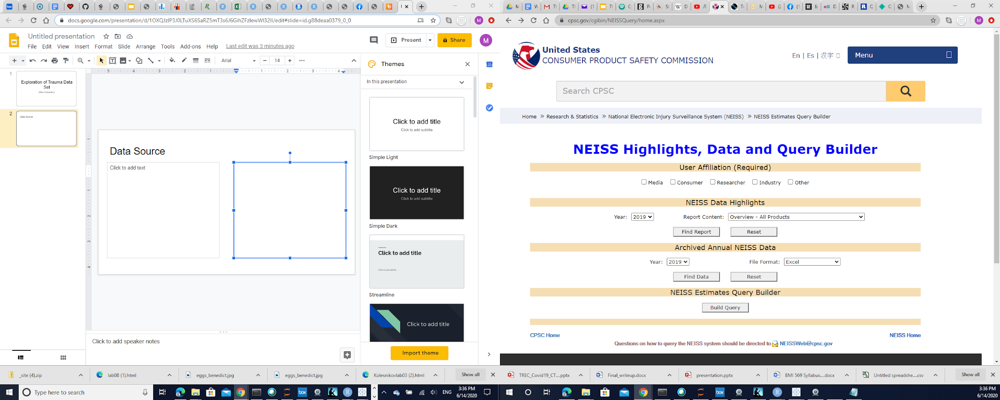 docs.google.com/presentation/d/1OXQJzIP3J0LTuXS6SaRZ5mT3s6J6GihZFzlewWI32lI/edit#slide=id.g88deaa0379_0_0
Untitled presentation
File Edit View Insert Format Slide Arrange Tools Add-ons Help Last edit was 3 minutes ago
Present
Share
M
Arial
14
1
Exploration of Trauma Data
Set
Mike Kolesnikov
2
Data Source
Data Source
Click to add text
Click to add speaker notes
Themes
In this presentation
Click to add title
Click to add subtitle
Simple Light
Click to add title
Click to add subtitle
Simple Dark
Click to add title
Click to add subtitle
Streamline
Click to add title
Import theme
cpsc.gov/cgibin/NEISSQuery/home.aspx
United States
CONSUMER PRODUCT SAFETY COMMISSION
En | Es | 汉字
Menu
Search CPSC
Home » Research & Statistics » National Electronic Injury Surveillance System (NEISS) » NEISS Estimates Query Builder
NEISS Highlights, Data and Query Builder
User Affiliation (Required)
Media Consumer Researcher Industry Other
NEISS Data Highlights
Year: 2019 Report Content: Overview - All Products
Find Report Reset
Archived Annual NEISS Data
Year: 2019 File Format: Excel
Find Data Reset
NEISS Estimates Query Builder
Build Query
CPSC Home NEISS Home
Questions on how to query the NEISS system should be directed to NEISSWeb@cpsc.gov
_site (4).zip lab08 (1).html eggs_benedict.jpg eggs_benedict.jpg Kolesnikovlab03 (2).html Show all
TREC_Covid19_CT....pptx Final_writeup.docx presentation.pptx BMI 569 Syllabus....docx Untitled spreadshe....csv Show all
Type here to search
ENG
3:36 PM
6/14/2020
3:36 PM
6/14/2020